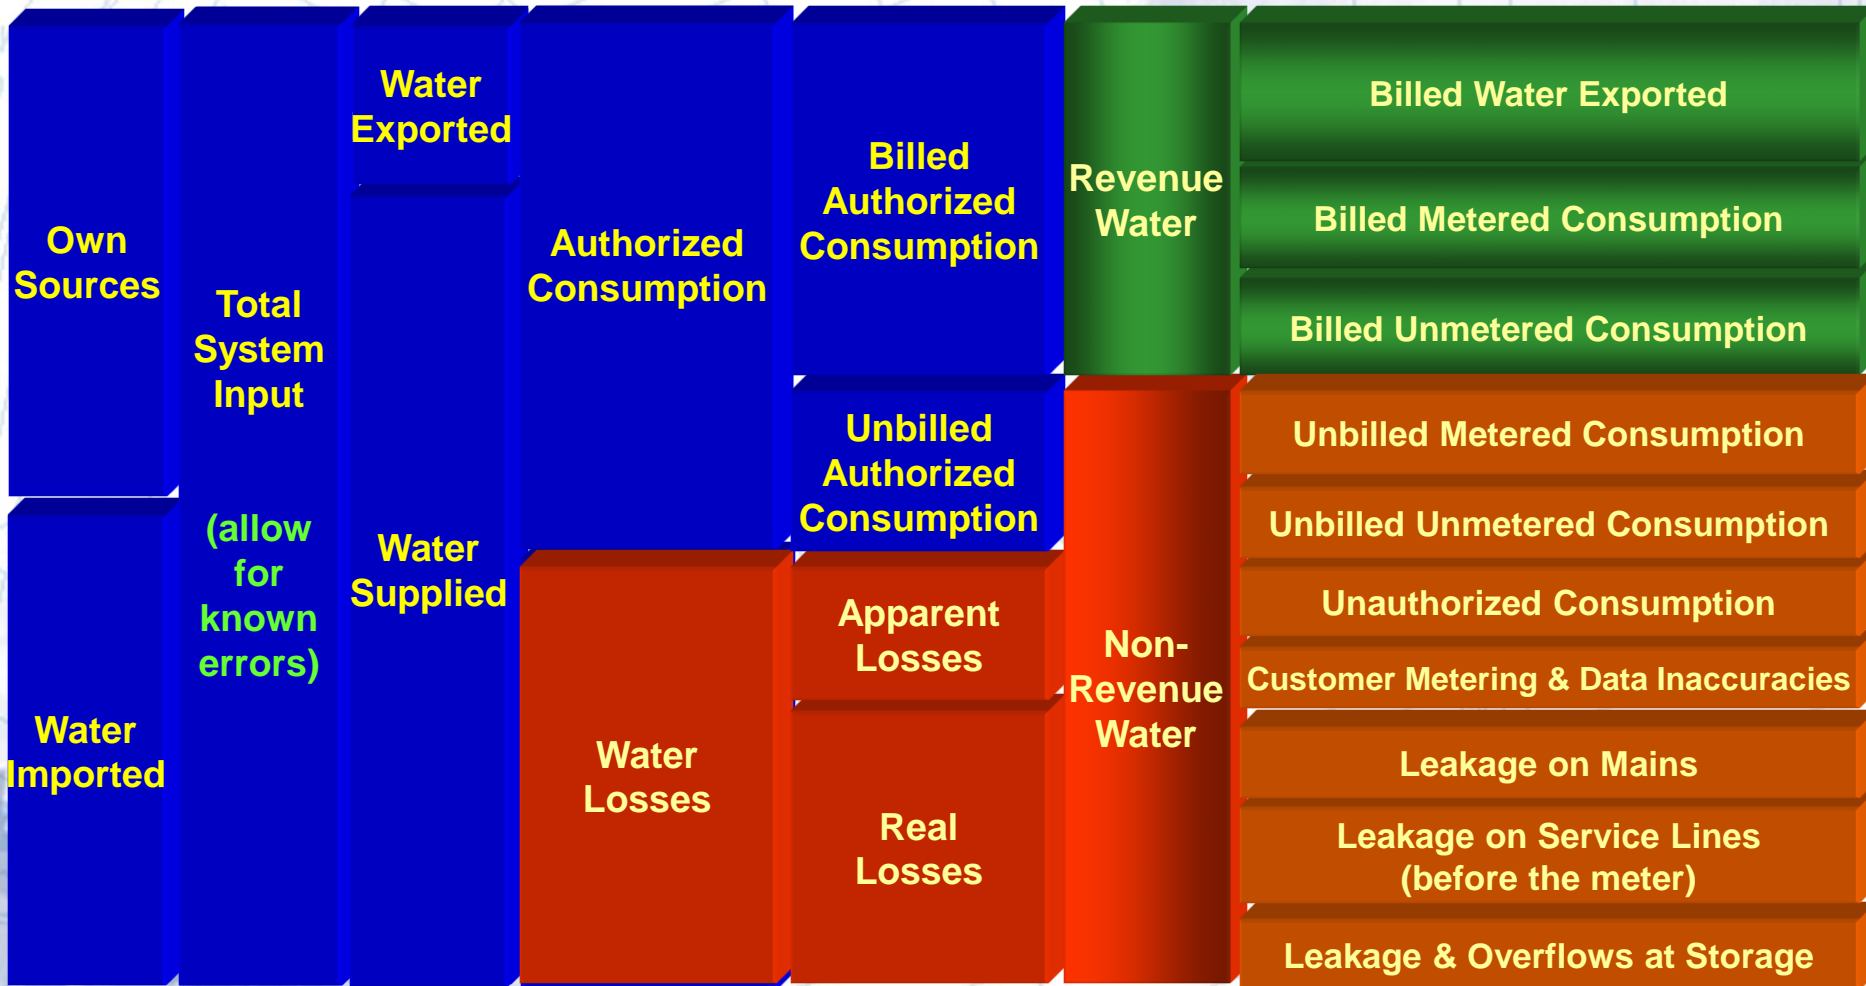 Own
Sources
Water
Imported
Total
System
Input
(allow
for
known
errors)
Water
Exported
Water
Supplied
Authorized
Consumption
Water
Losses
Billed
Authorized
Consumption
Unbilled
Authorized
Consumption
Apparent
Losses
Real
Losses
Revenue
Water
Non-
Revenue
Water
Billed Water Exported
Billed Metered Consumption
Billed Unmetered Consumption
Unbilled Metered Consumption
Unbilled Unmetered Consumption
Unauthorized Consumption
Customer Metering & Data Inaccuracies
Leakage on Mains
Leakage on Service Lines
(before the meter)
Leakage & Overflows at Storage